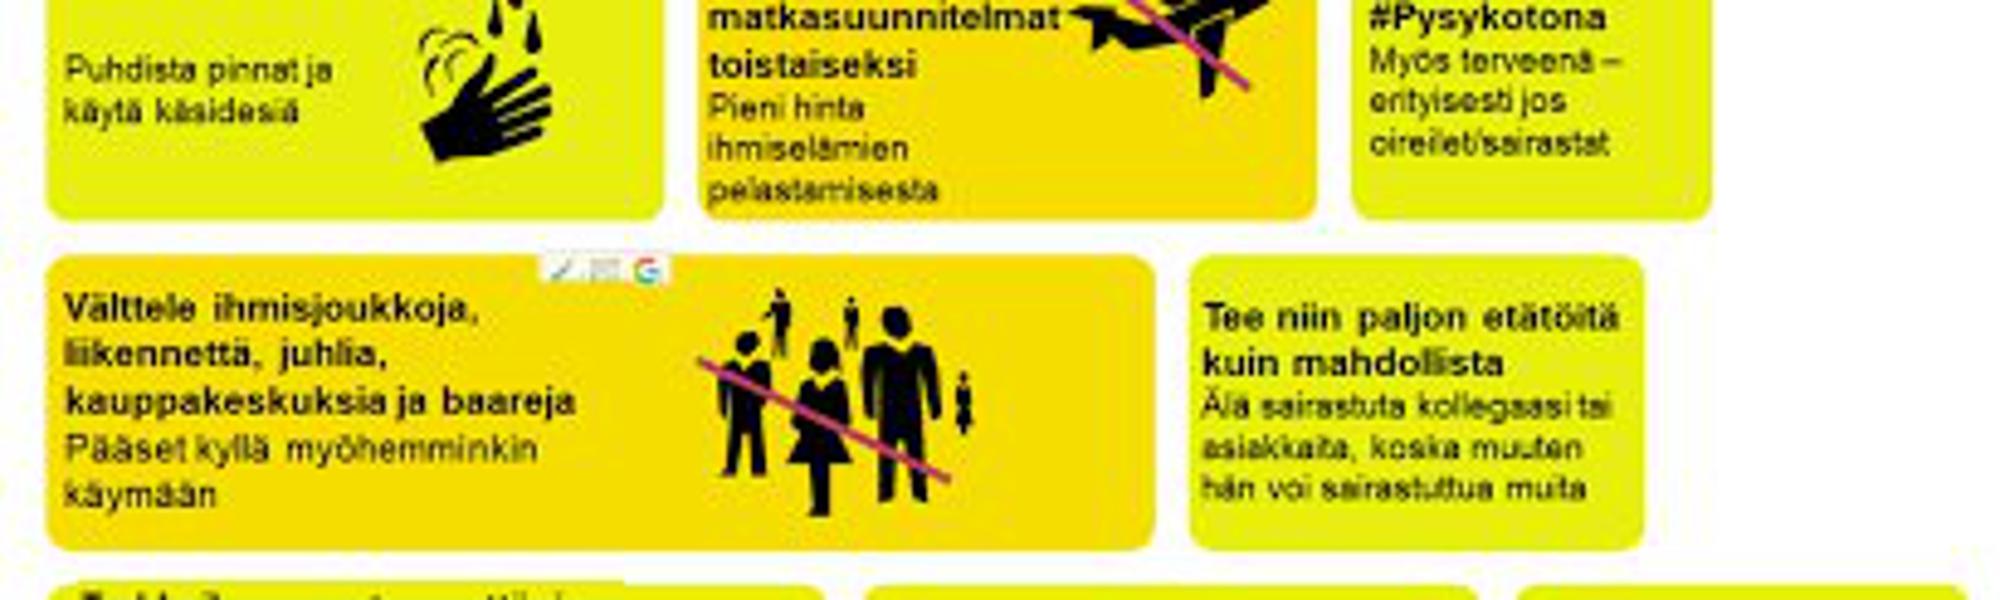 Puhdista pinnat ja
käytä käsidesiä
matkasuunnitelmat
toistaiseksi
Pieni hinta
ihmiselämien
pelastamisesta
#Pysykotona
Myös terveenä –
erityisesti jos
oireilet/sairastat
Välttele ihmisjoukkoja,
liikennettä, juhlia,
kauppakeskuksia ja baareja
Pääset kyllä myöhemminkin
käymään
Tee niin paljon etätöitä
kuin mahdollista
Älä sairastuta kollegaasi tai
asiakkaita, koska muuten
hän voi sairastuttua muita